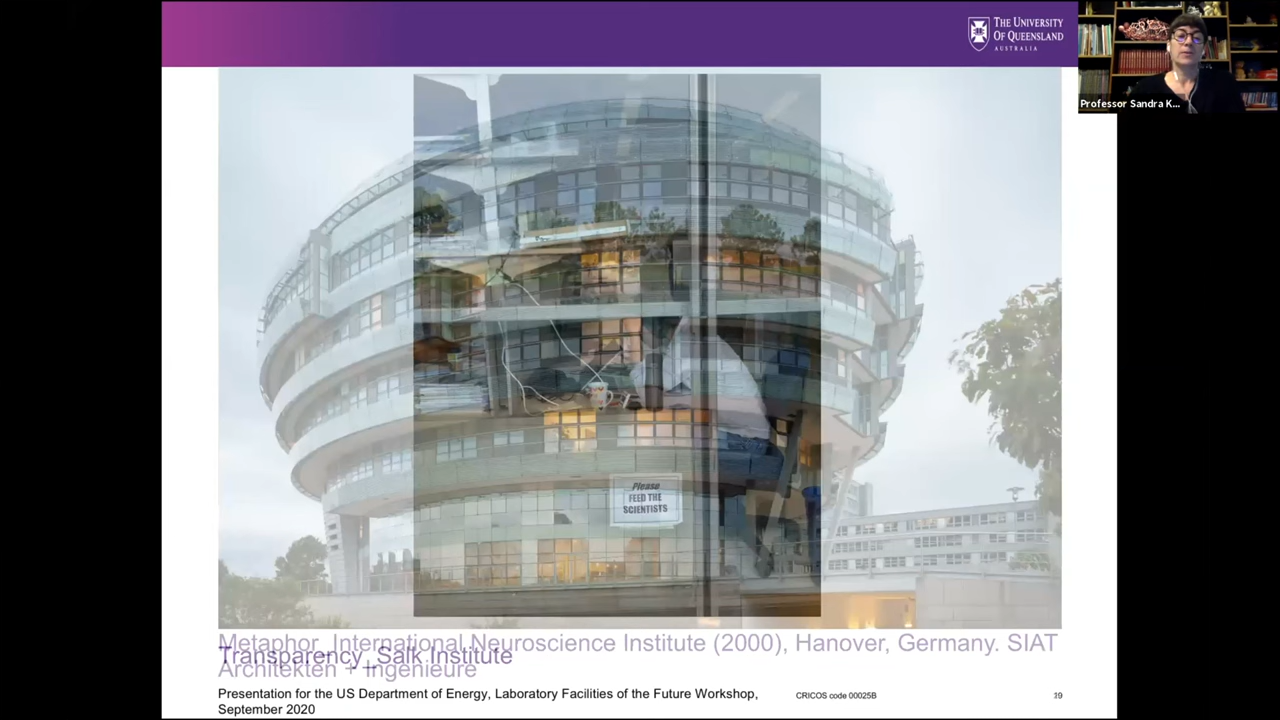 THE UNIVERSITY
OF QUEENSLAND
AUSTRALIA
Professor Sandra K...
Please
FEED THE
SCIENTISTS
Metaphor. International Neuroscience Institute (2000), Hanover, Germany. SIAT
Transparency. Salk Institute
Architekten + Ingenieure
Presentation for the US Department of Energy, Laboratory Facilities of the Future Workshop,
September 2020
CRICOS code 00025B